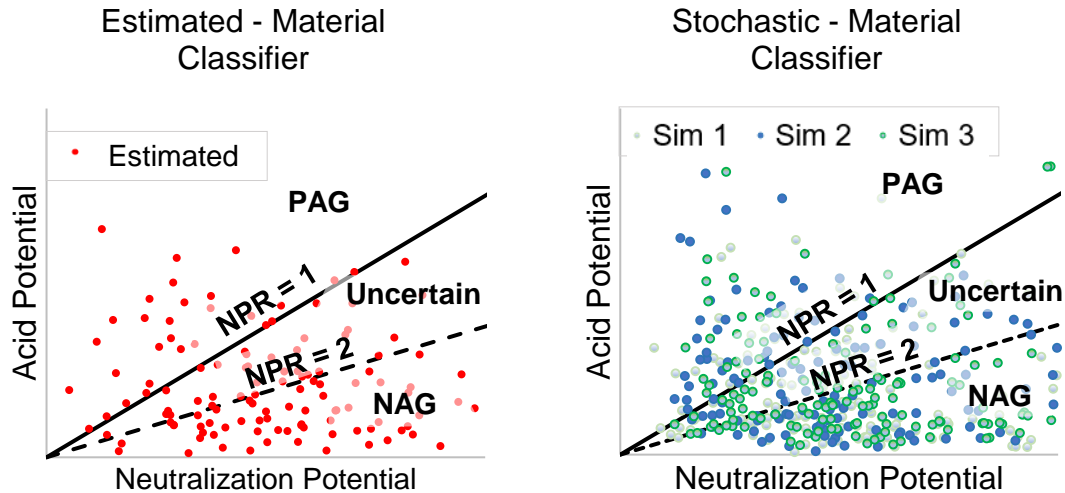 Estimated - Material
Classifier
Estimated
PAG
NPR = 1
Uncertain
NPR = 2
NAG
Acid Potential
Neutralization Potential
Stochastic - Material
Classifier
Sim 1 Sim 2 Sim 3
PAG
NPR = 1
Uncertain
NPR = 2
NAG
Acid Potential
Neutralization Potential